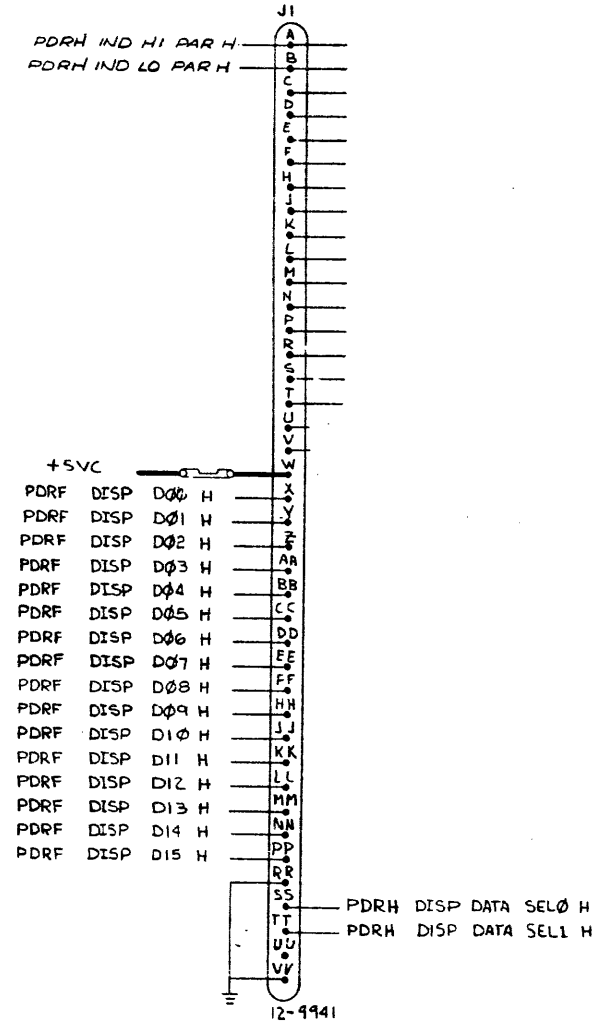 J1
A
PDRH IND HI PAR H
B
PDRH IND LO PAR H
C
D
E
F
H
J
K
L
M
N
P
R
S
T
U
V
W
+5VC
X
PDRF DISP DØØ H
Y
PDRF DISP DØ1 H
Z
PDRF DISP DØ2 H
AA
PDRF DISP DØ3 H
BB
PDRF DISP DØ4 H
CC
PDRF DISP DØ5 H
DD
PDRF DISP DØ6 H
EE
PDRF DISP DØ7 H
FF
PDRF DISP DØ8 H
HH
PDRF DISP DØ9 H
JJ
PDRF DISP D1Ø H
KK
PDRF DISP D11 H
LL
PDRF DISP D12 H
MM
PDRF DISP D13 H
NN
PDRF DISP D14 H
PP
PDRF DISP D15 H
RR
SS
PDRH DISP DATA SELØ H
TT
PDRH DISP DATA SEL1 H
UU
VV
12-9941